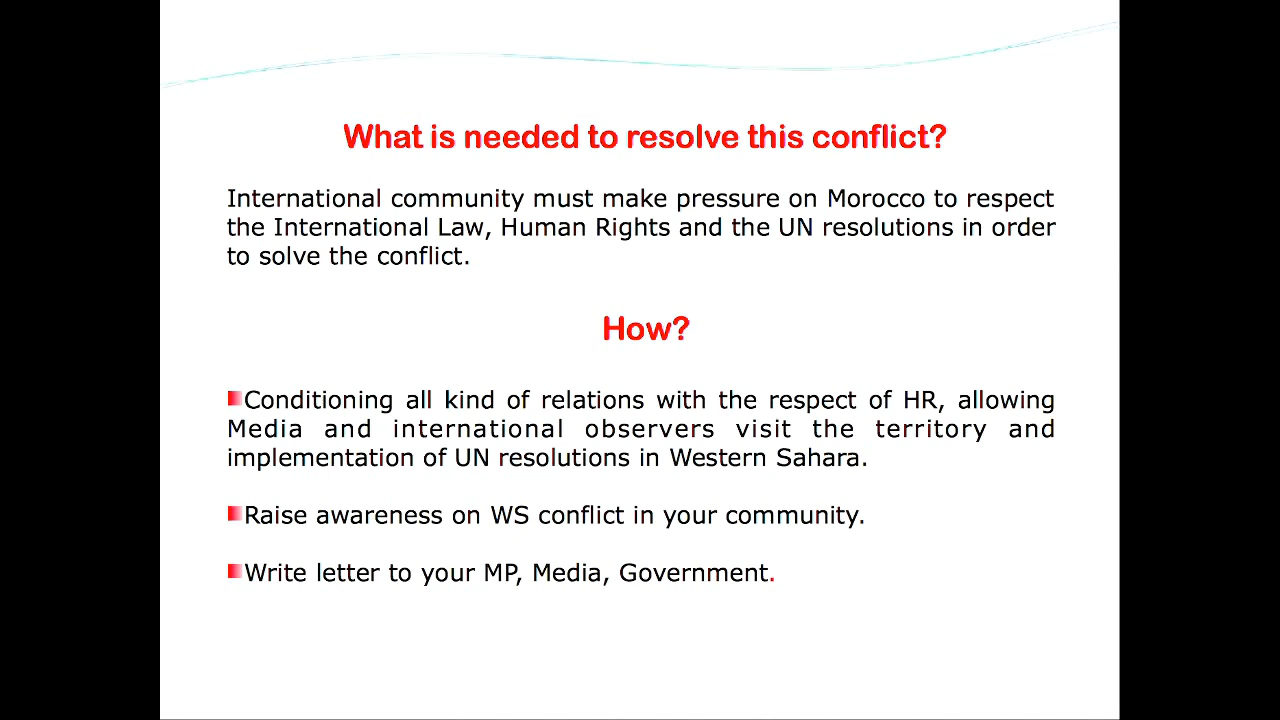 What is needed to resolve this conflict?
International community must make pressure on Morocco to respect
the International Law, Human Rights and the UN resolutions in order
to solve the conflict.
How?
Conditioning all kind of relations with the respect of HR, allowing
Media and international observers visit the territory and
implementation of UN resolutions in Western Sahara.
Raise awareness on WS conflict in your community.
Write letter to your MP, Media, Government.